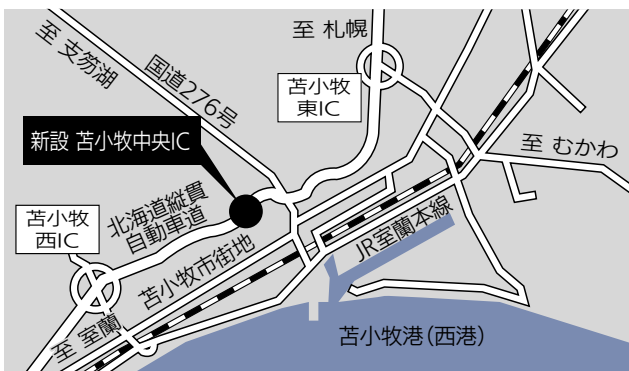 至 札幌
至 支笏湖
国道276号
苫小牧
東IC
新設 苫小牧中央IC
至 むかわ
苫小牧
西IC
北海道縦貫
自動車道
苫小牧市街地
JR室蘭本線
至 室蘭
苫小牧港(西港)